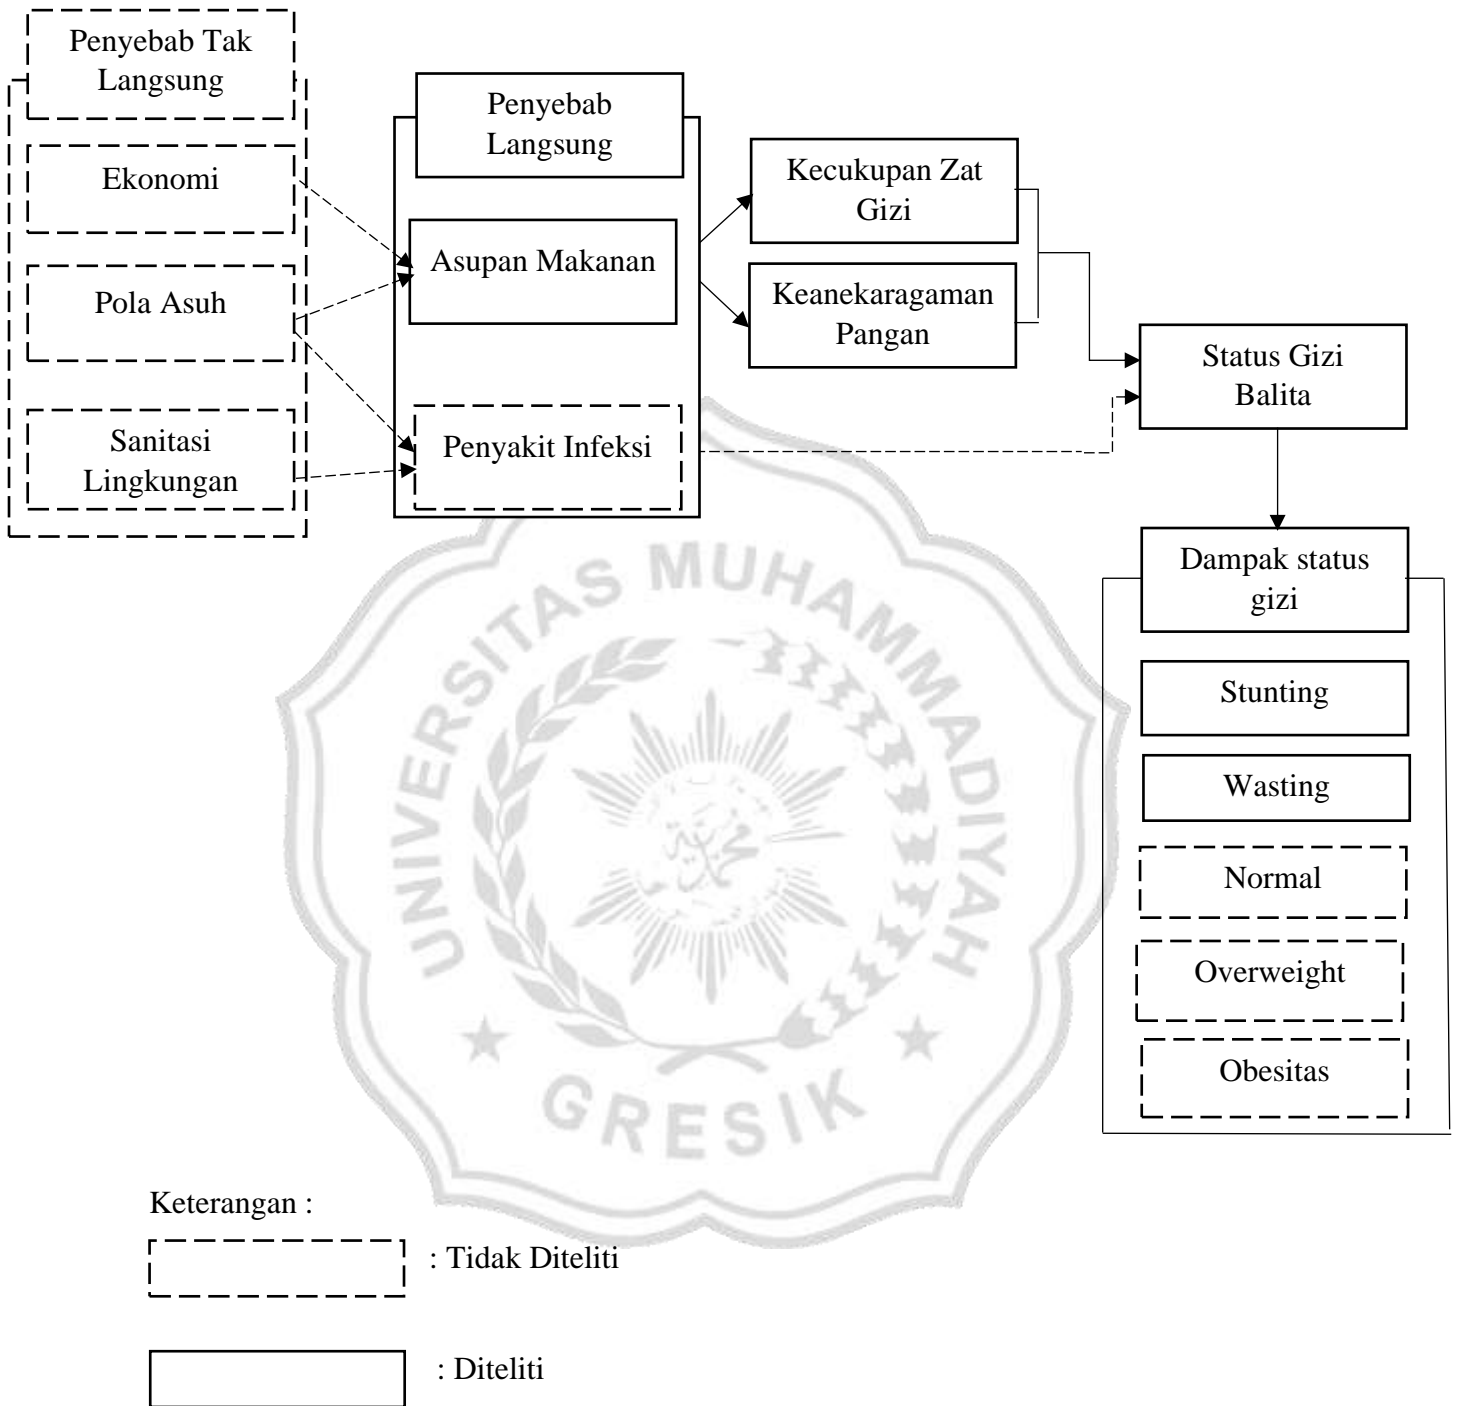 Penyebab Tak
Langsung
Ekonomi
Pola Asuh
Sanitasi
Lingkungan
Penyebab
Langsung
Asupan Makanan
Penyakit Infeksi
Kecukupan Zat
Gizi
Keanekaragaman
Pangan
Status Gizi
Balita
Dampak status
gizi
Stunting
Wasting
Normal
Overweight
Obesitas
UNIVERSITAS MUHAMMADIYAH
GRESIK
Keterangan :
: Tidak Diteliti
: Diteliti